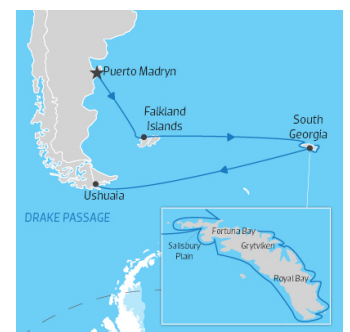 Puerto Madryn
Falkland
Islands
South
Georgia
Ushuaia
DRAKE PASSAGE
Fortuna Bay
Salisbury
Plain
Grytviken
Royal Bay